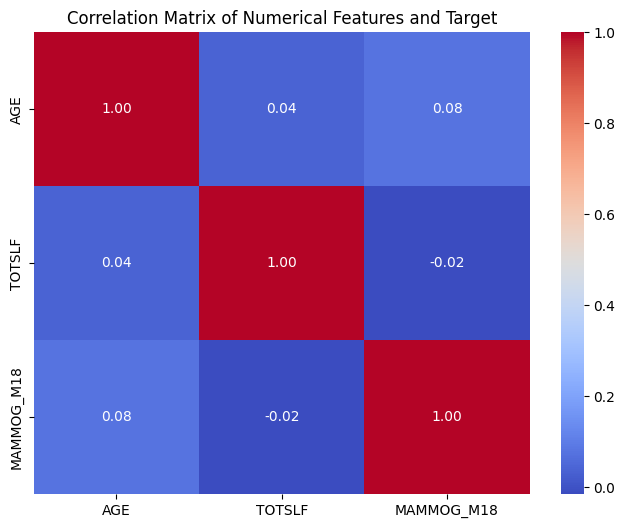 Correlation Matrix of Numerical Features and Target
AGE
1.00
0.04
0.08
TOTSLF
0.04
1.00
-0.02
MAMMOG_M18
0.08
-0.02
1.00
AGE
TOTSLF
MAMMOG_M18
1.0
0.8
0.6
0.4
0.2
0.0